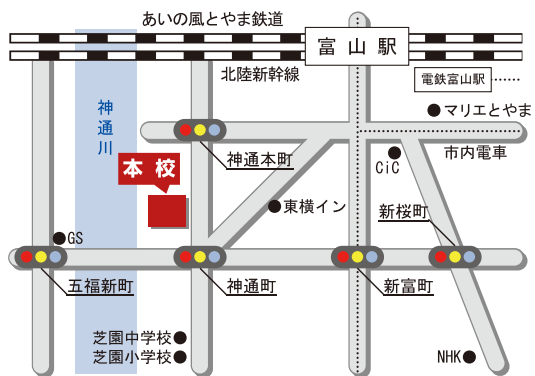 あいの風とやま鉄道
富山駅
北陸新幹線
電鉄富山駅
神通川
マリエとやま
市内電車
本校
神通本町
CiC
東横イン
新桜町
GS
五福新町
神通町
新富町
芝園中学校
芝園小学校
NHK